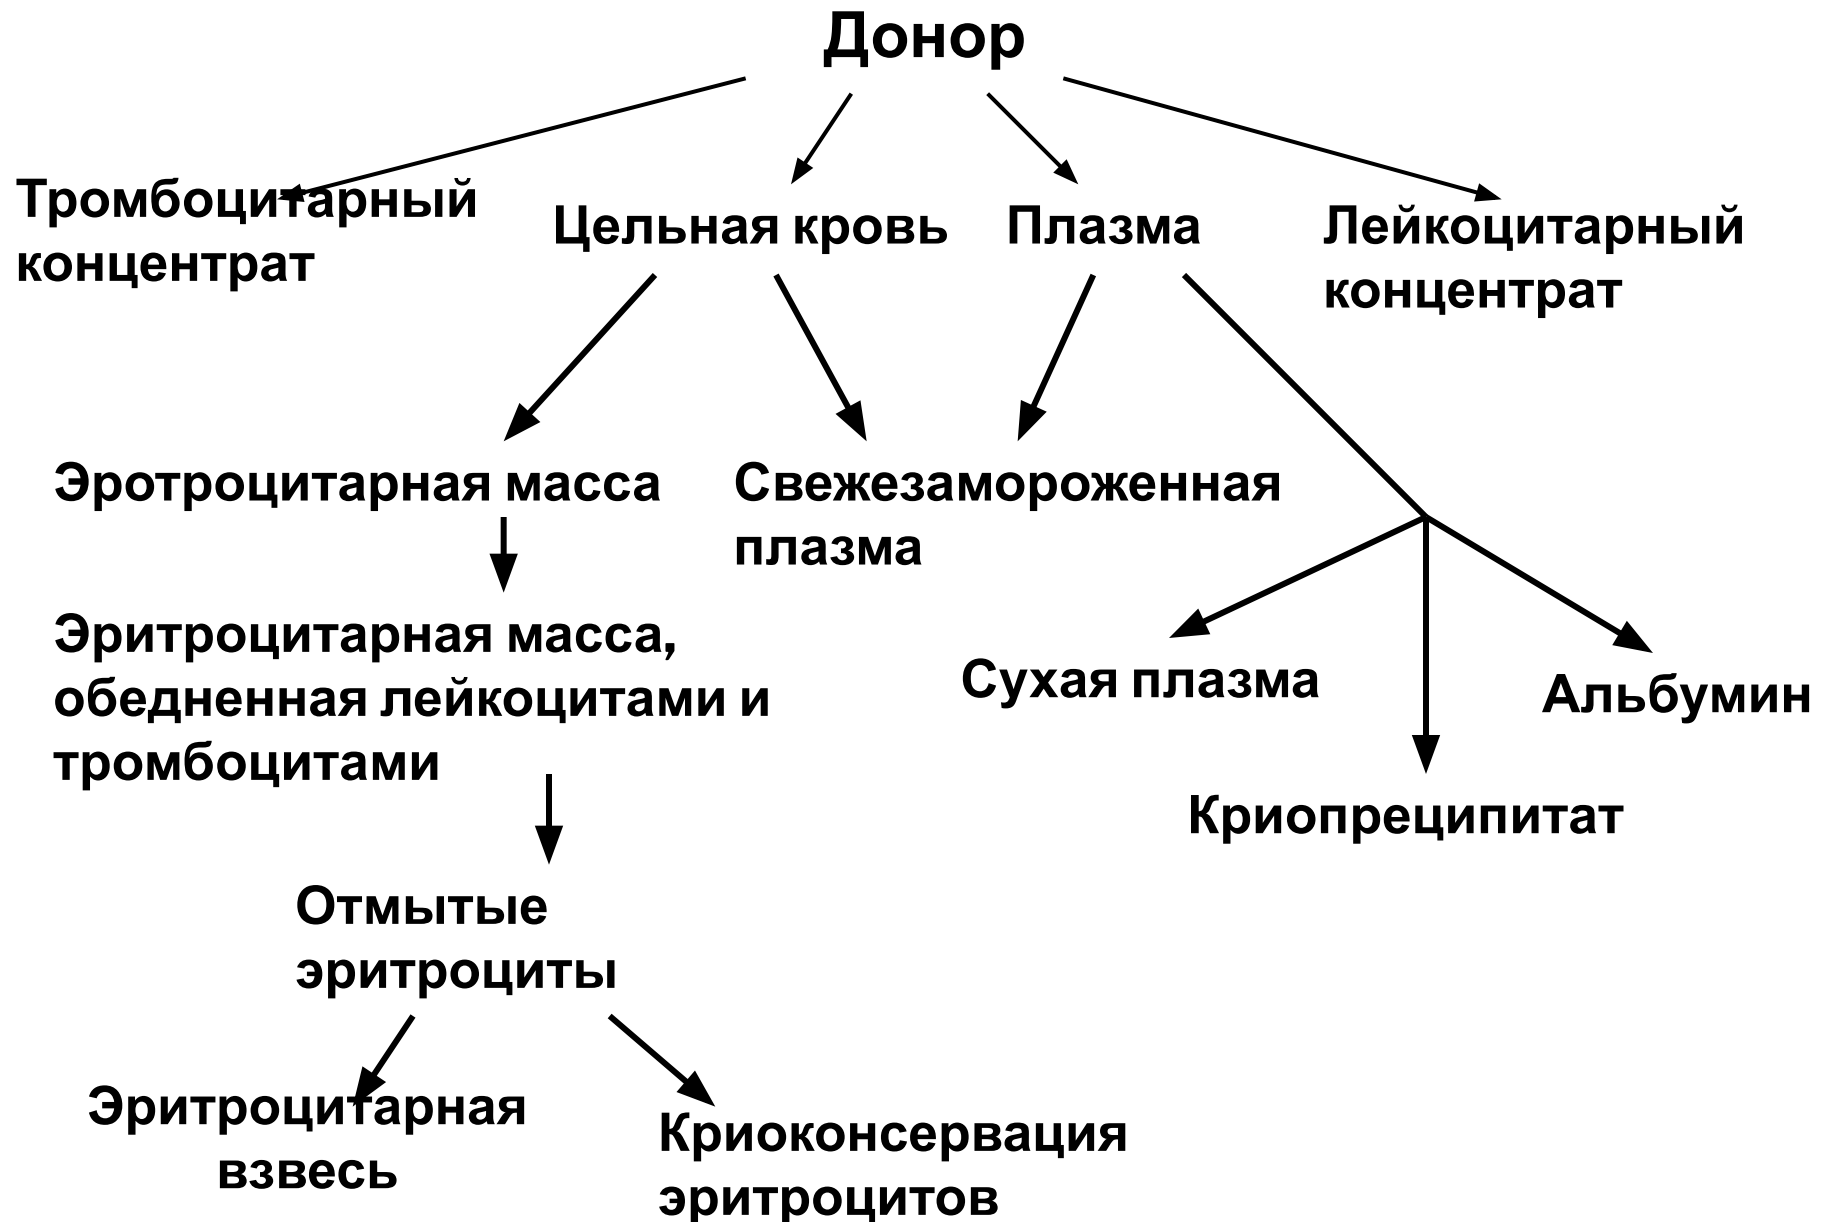 Донор
Тромбоцитарный
концентрат
Цельная кровь
Плазма
Лейкоцитарный
концентрат
Эротроцитарная масса
Свежезамороженная
плазма
Эритроцитарная масса,
обедненная лейкоцитами и
тромбоцитами
Сухая плазма
Альбумин
Криопреципитат
Отмытые
эритроциты
Эритроцитарная
взвесь
Криоконсервация
эритроцитов